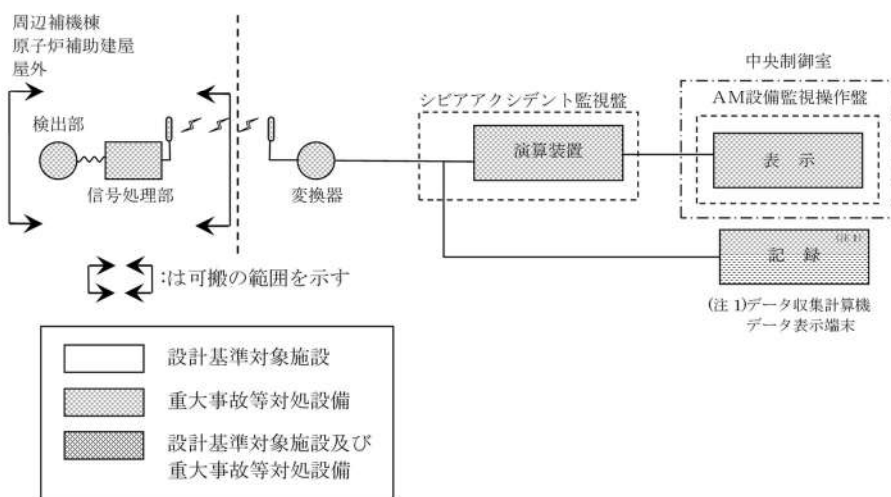 周辺補機棟
原子炉補助建屋
屋外
検出部
信号処理部
変換器
シビアアクシデント監視盤
演算装置
中央制御室
AM設備監視操作盤
表 示
(注1)
記 録
(注1)データ収集計算機
データ表示端末
:は可搬の範囲を示す
設計基準対象施設
重大事故等対処設備
設計基準対象施設及び
重大事故等対処設備